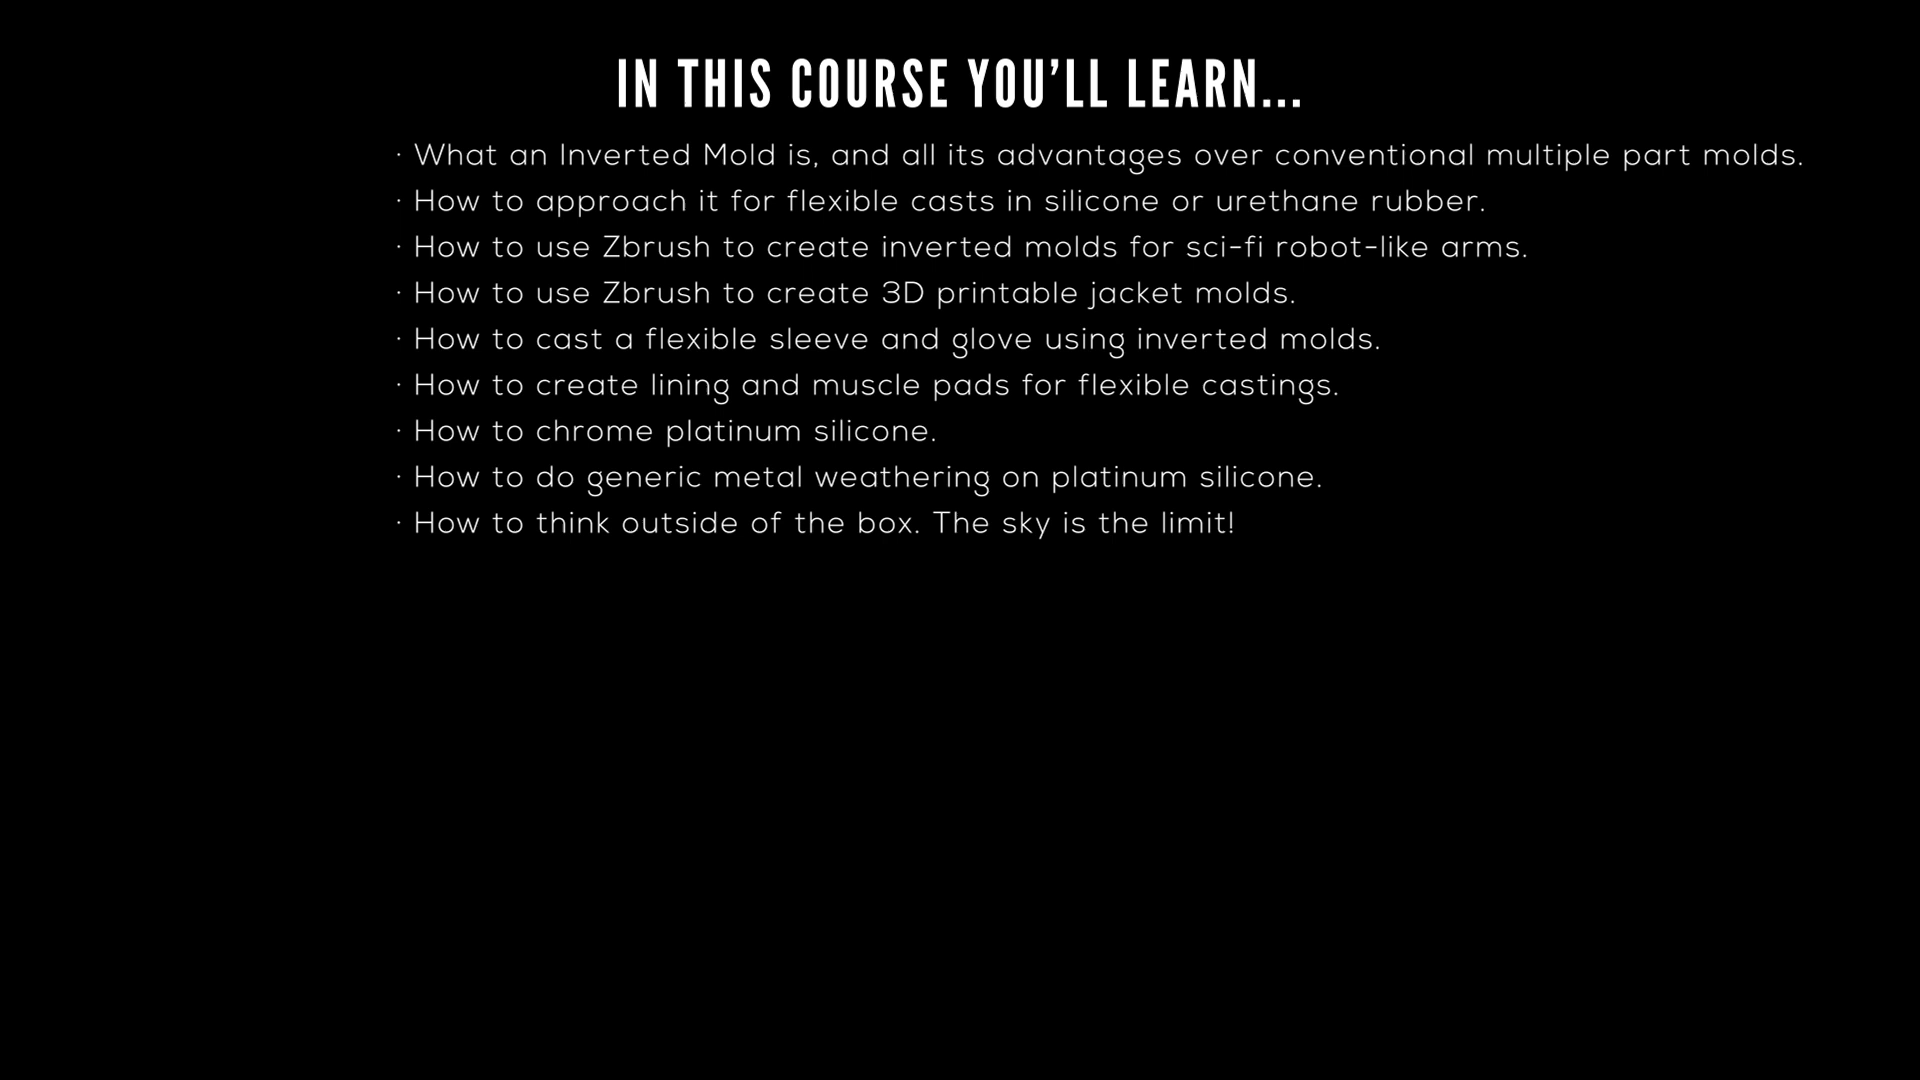 IN THIS COURSE YOU’LL LEARN...
· What an Inverted Mold is, and all its advantages over conventional multiple part molds.
· How to approach it for flexible casts in silicone or urethane rubber.
· How to use Zbrush to create inverted molds for sci-fi robot-like arms.
· How to use Zbrush to create 3D printable jacket molds.
· How to cast a flexible sleeve and glove using inverted molds.
· How to create lining and muscle pads for flexible castings.
· How to chrome platinum silicone.
· How to do generic metal weathering on platinum silicone.
· How to think outside of the box. The sky is the limit!